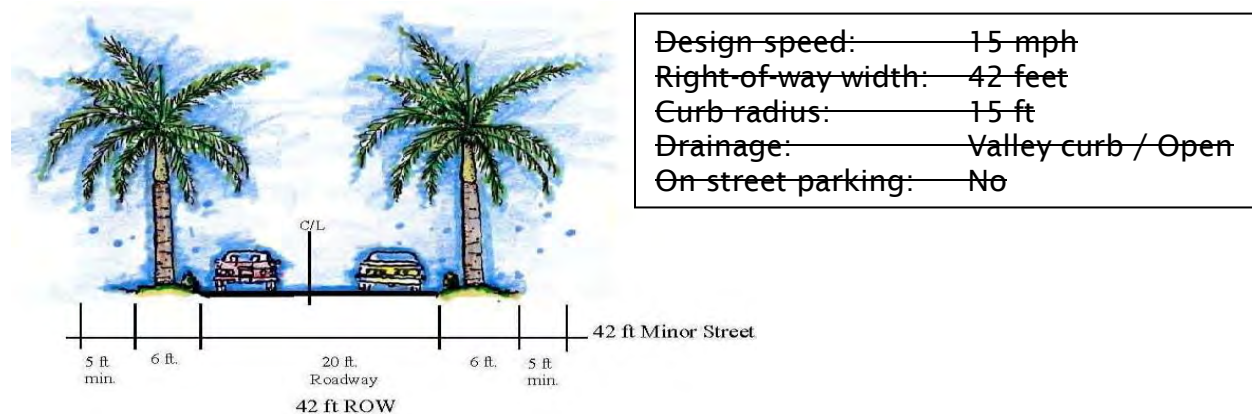 Design speed: 15 mph
Right-of-way width: 42 feet
Curb radius: 15 ft
Drainage: Valley curb / Open
On street parking: No
C/L
42 ft Minor Street
5 ft min. 6 ft. 20 ft. Roadway 6 ft. 5 ft min.
42 ft ROW